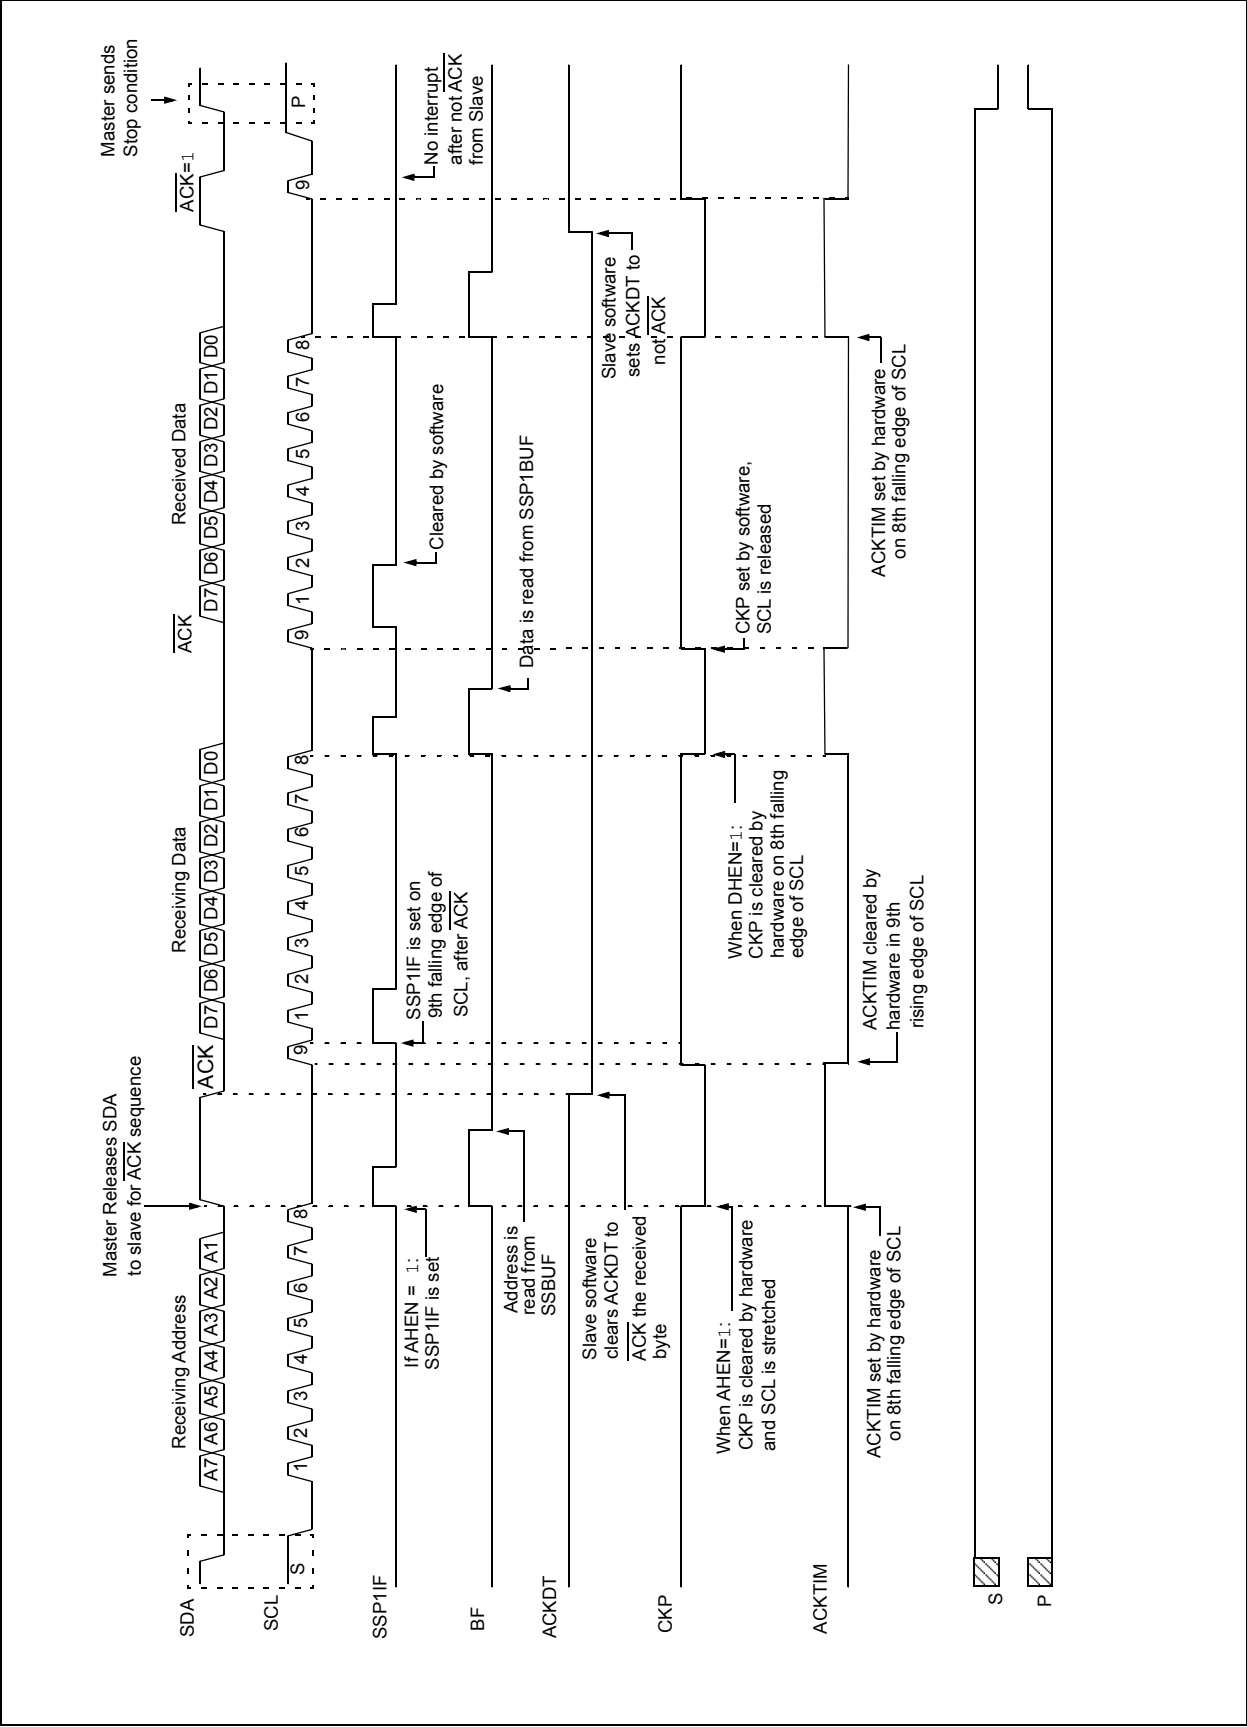 Master Releases SDA
to slave for ACK sequence
Master sends
Stop condition
Receiving Address
Receiving Data
ACK
Received Data
ACK
ACK=1
SDA
A7 A6 A5 A4 A3 A2 A1
D7 D6 D5 D4 D3 D2 D1 D0
D7 D6 D5 D4 D3 D2 D1 D0
SCL
S
1 2 3 4 5 6 7 8 9
1 2 3 4 5 6 7 8 9
1 2 3 4 5 6 7 8 9
P
SSP1IF
If AHEN = 1:
SSP1IF is set
SSP1IF is set on
9th falling edge of
SCL, after ACK
Cleared by software
No interrupt
after not ACK
from Slave
BF
Address is
read from
SSBUF
Data is read from SSP1BUF
ACKDT
Slave software
clears ACKDT to
ACK the received
byte
Slave software
sets ACKDT to
not ACK
CKP
When AHEN=1:
CKP is cleared by hardware
and SCL is stretched
When DHEN=1:
CKP is cleared by
hardware on 8th falling
edge of SCL
CKP set by software,
SCL is released
ACKTIM
ACKTIM set by hardware
on 8th falling edge of SCL
ACKTIM cleared by
hardware in 9th
rising edge of SCL
ACKTIM set by hardware
on 8th falling edge of SCL
S
P